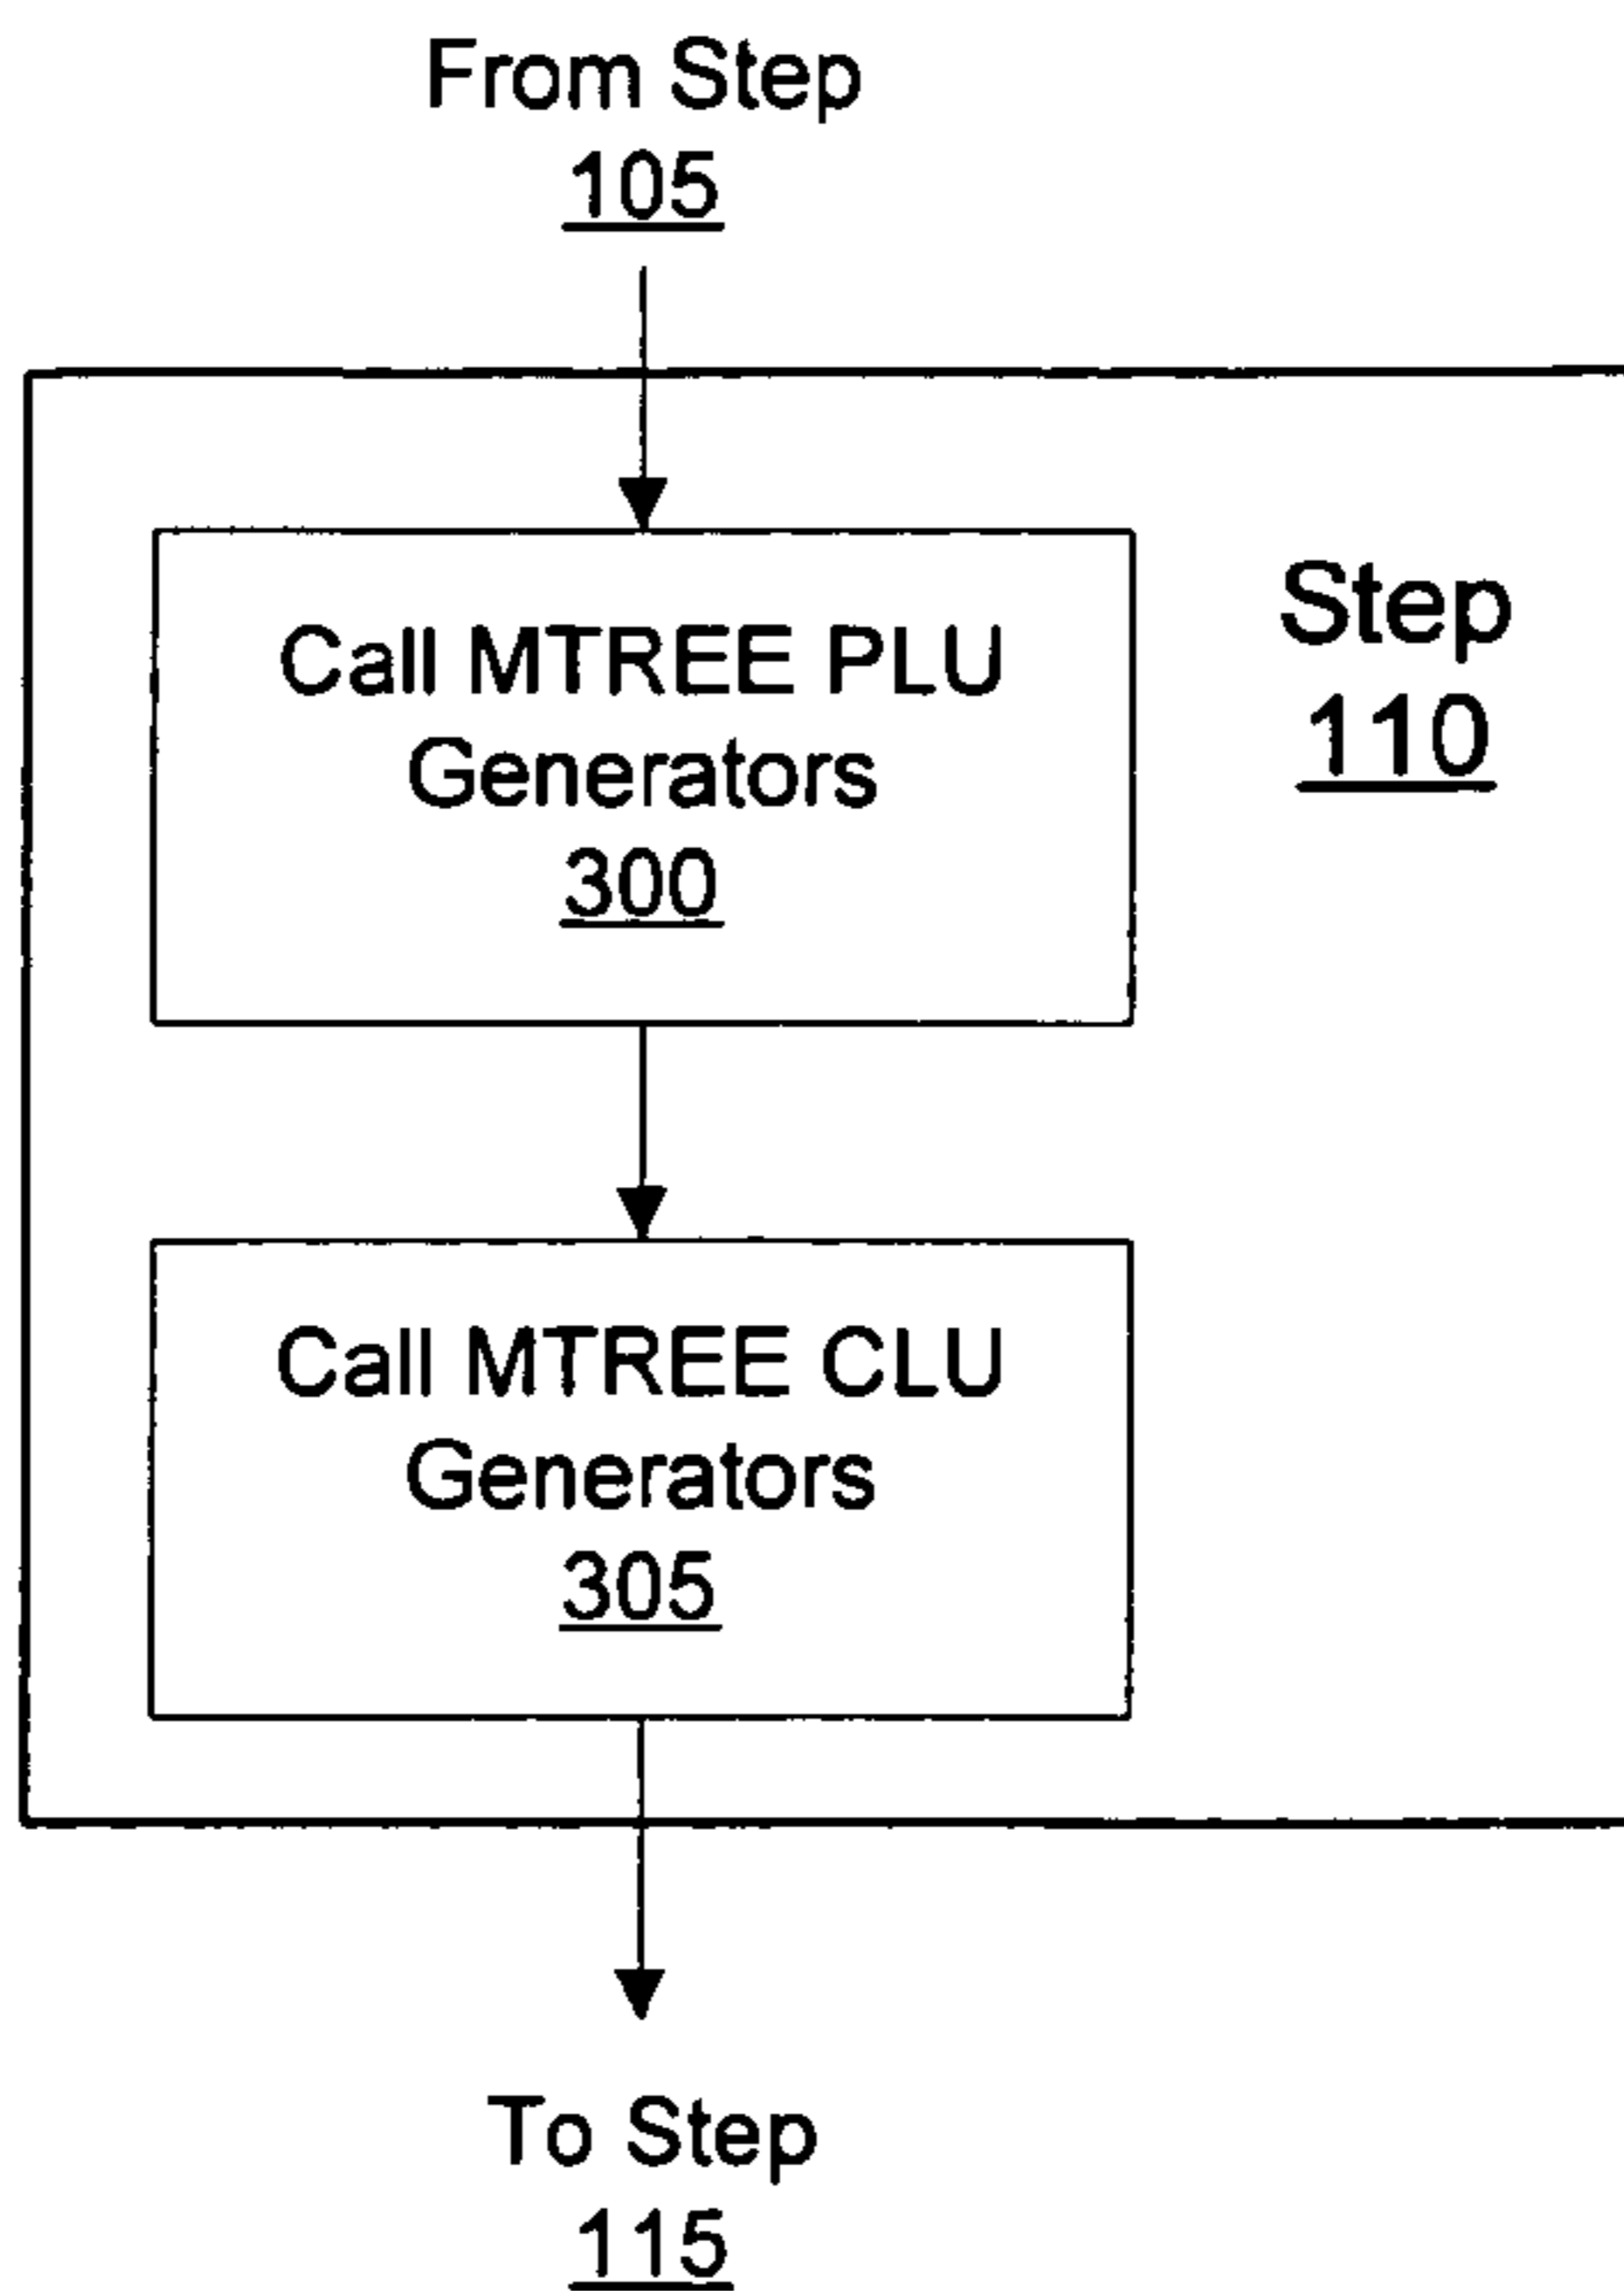 From Step
105
Call MTREE PLU
Generators
300
Step
110
Call MTREE CLU
Generators
305
To Step
115